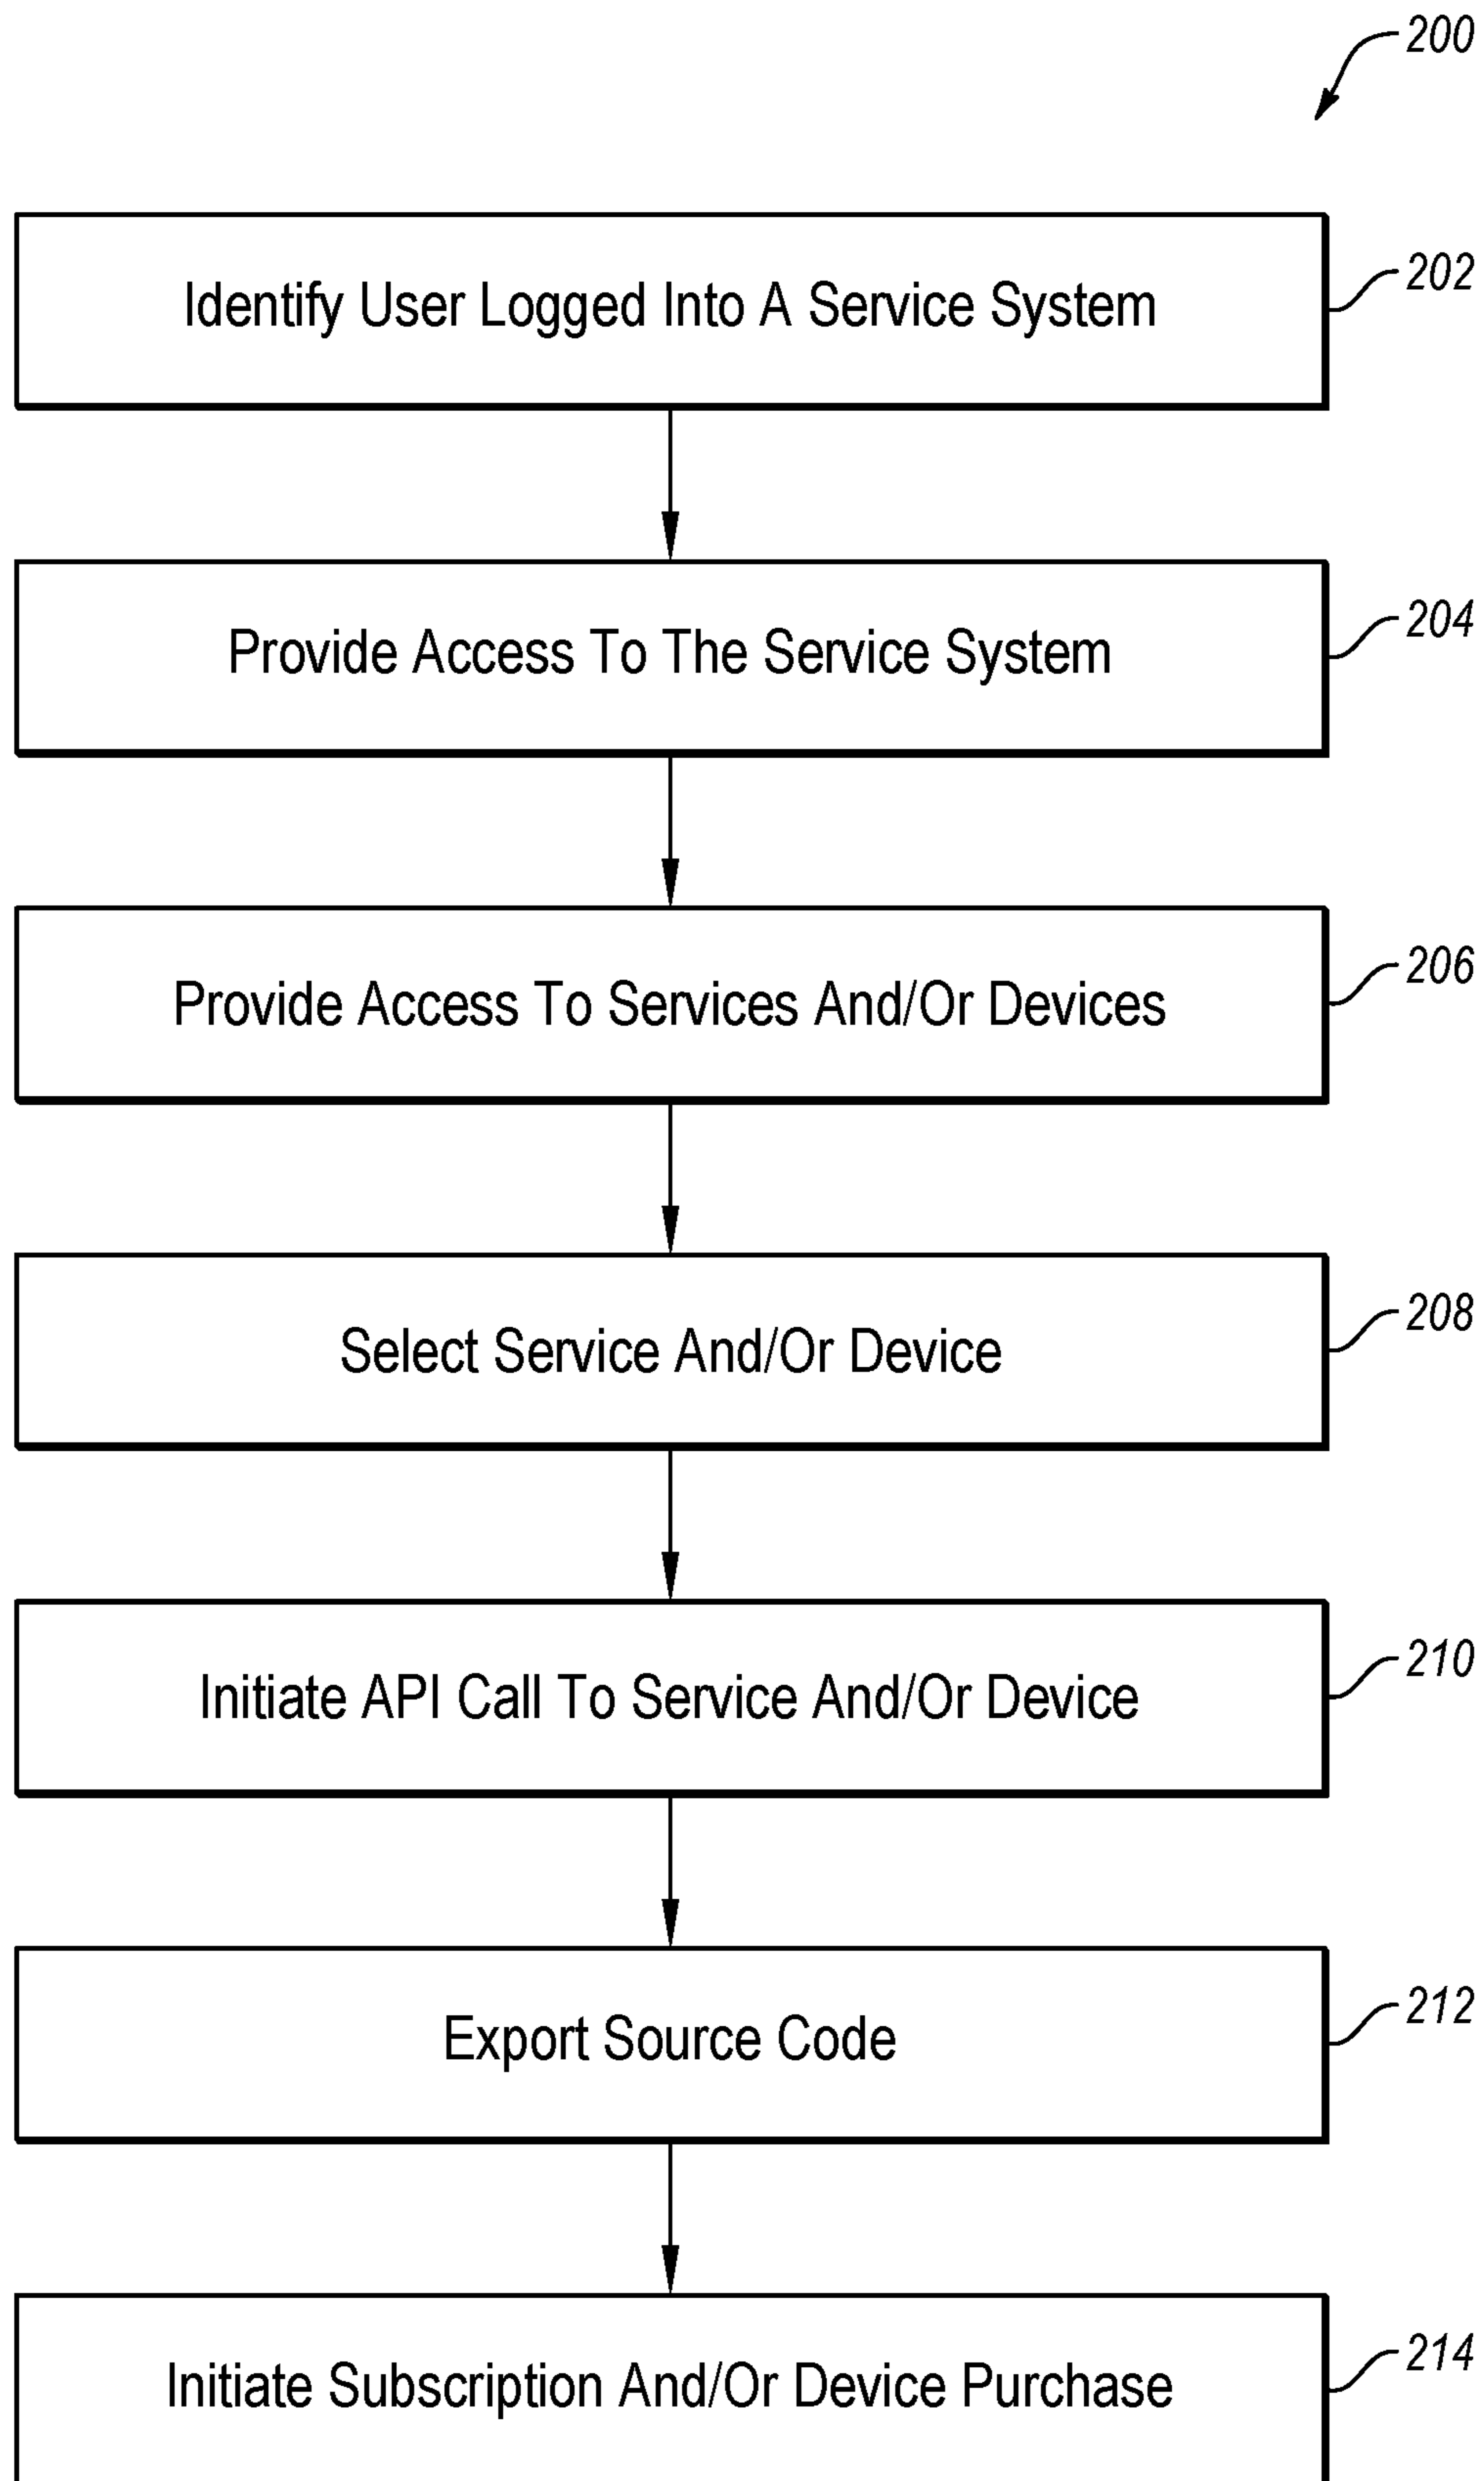 200
Identify User Logged Into A Service System
202
Provide Access To The Service System
204
Provide Access To Services And/Or Devices
206
Select Service And/Or Device
208
Initiate API Call To Service And/Or Device
210
Export Source Code
212
Initiate Subscription And/Or Device Purchase
214